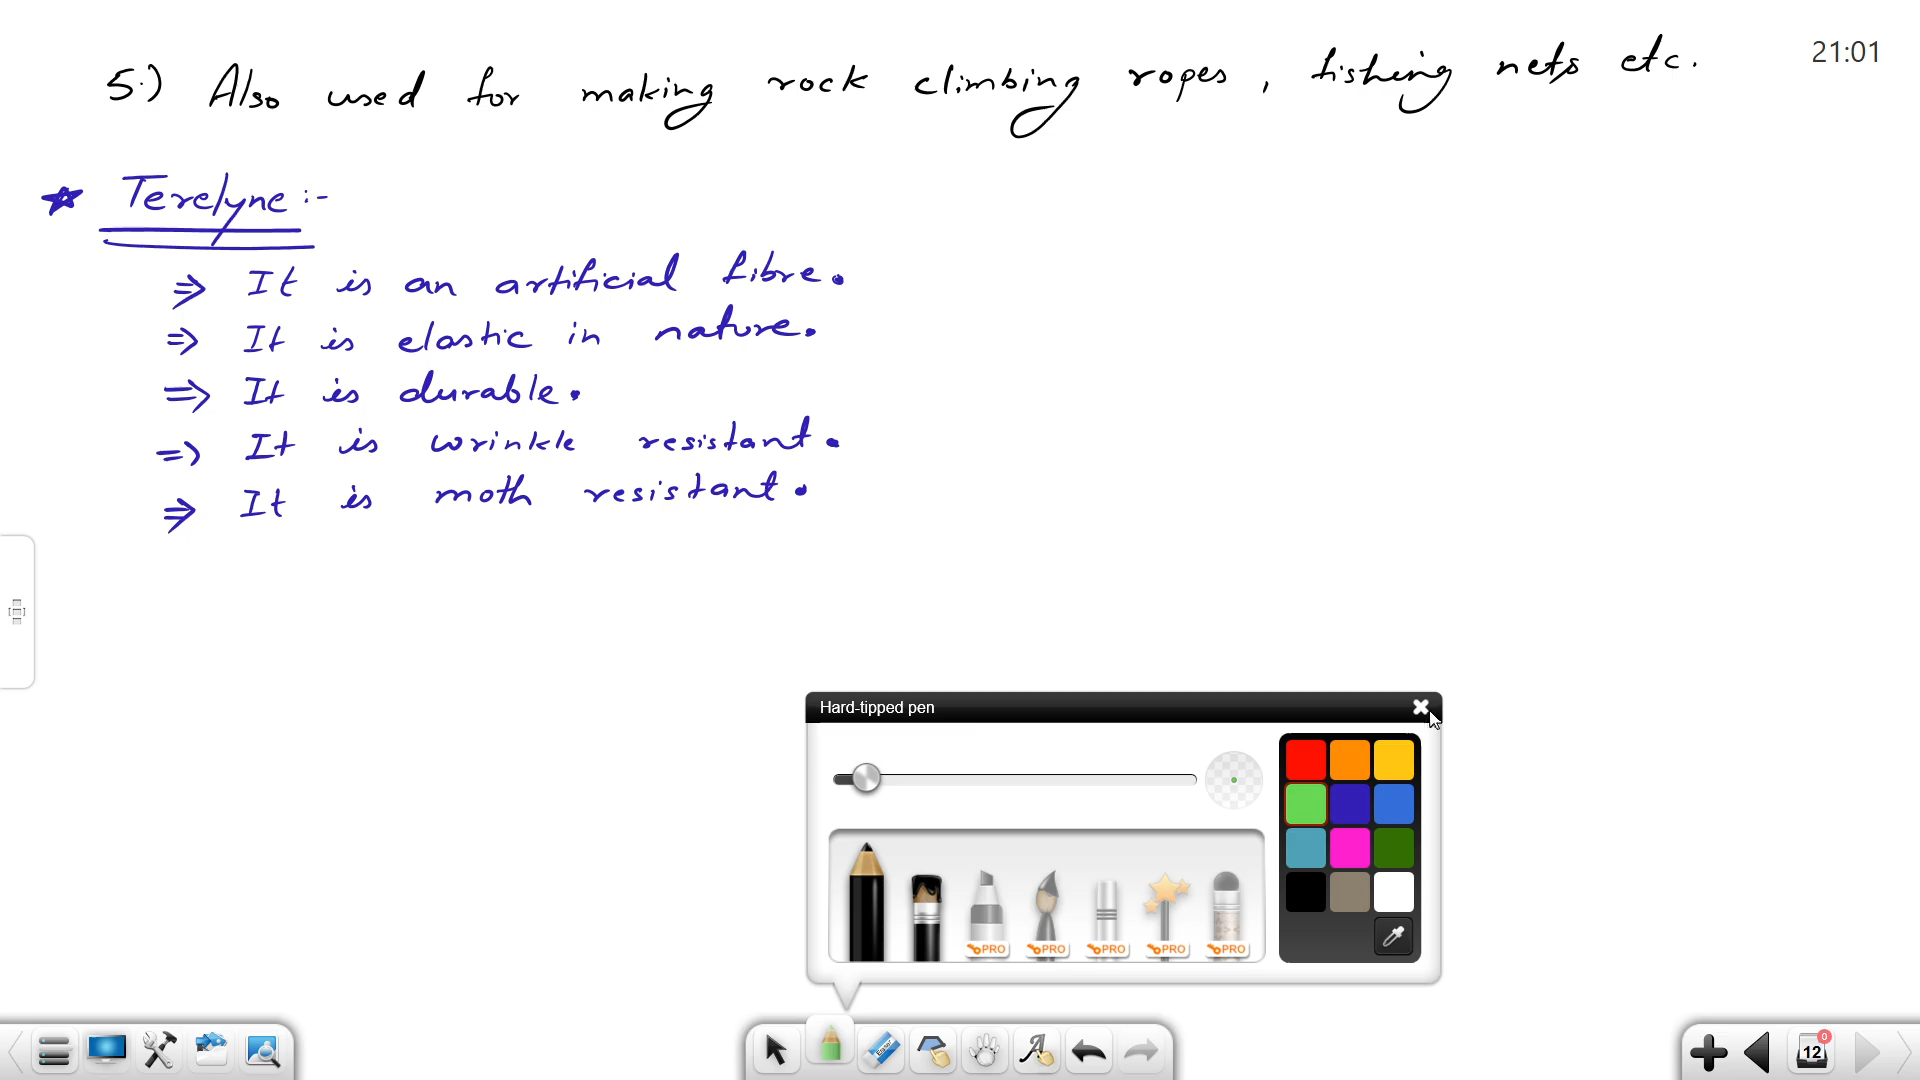 21:01
5.) Also used for making rock climbing ropes, fishing nets etc.
Terelyne :-
⇒ It is an artificial fibre.
⇒ It is elastic in nature.
⇒ It is durable.
⇒ It is wrinkle resistant.
⇒ It is moth resistant.
Hard-tipped pen
PRO PRO PRO PRO PRO
Eraser
A
12
0